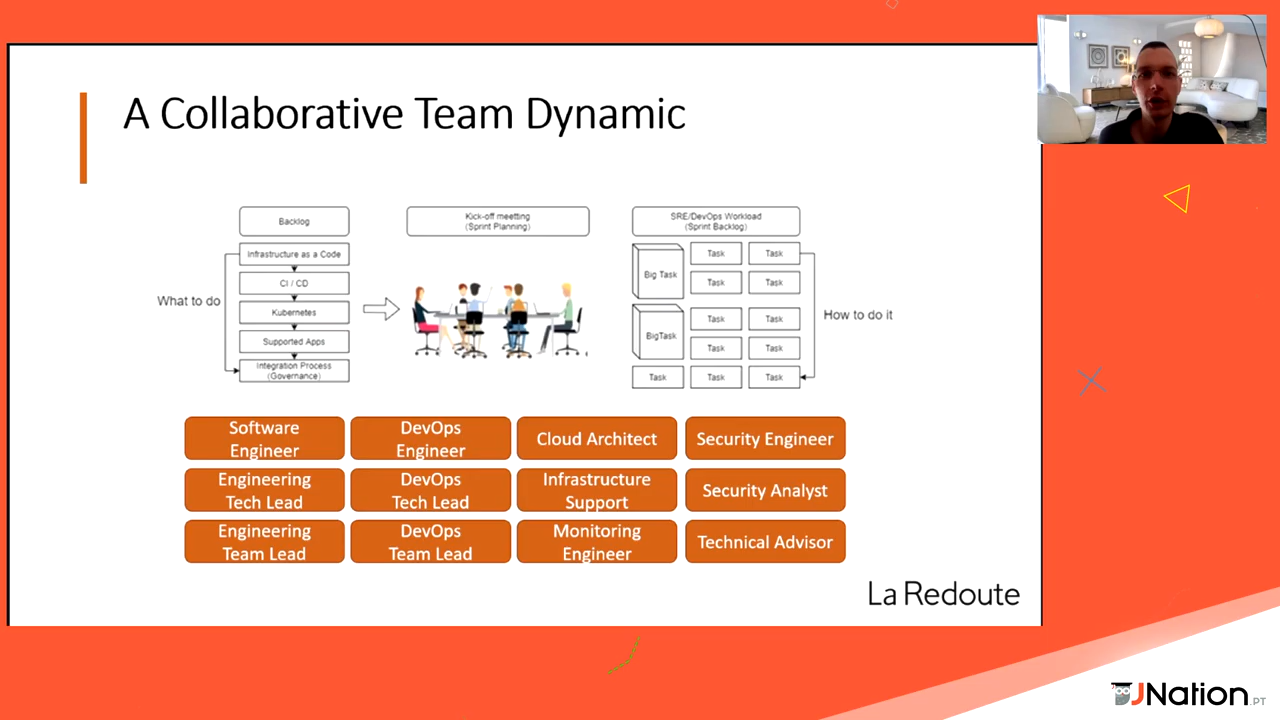 A Collaborative Team Dynamic
Backlog
Infrastructure as a Code
CI / CD
Kubernetes
Supported Apps
Integration Process
(Governance)
What to do
Kick-off meetting
(Sprint Planning)
SRE/DevOps Workload
(Sprint Backlog)
Big Task
Task
Task
Task
Task
BigTask
Task
Task
Task
Task
Task
Task
Task
How to do it
Software
Engineer
DevOps
Engineer
Cloud Architect
Security Engineer
Engineering
Tech Lead
DevOps
Tech Lead
Infrastructure
Support
Security Analyst
Engineering
Team Lead
DevOps
Team Lead
Monitoring
Engineer
Technical Advisor
La Redoute
JNation.PT